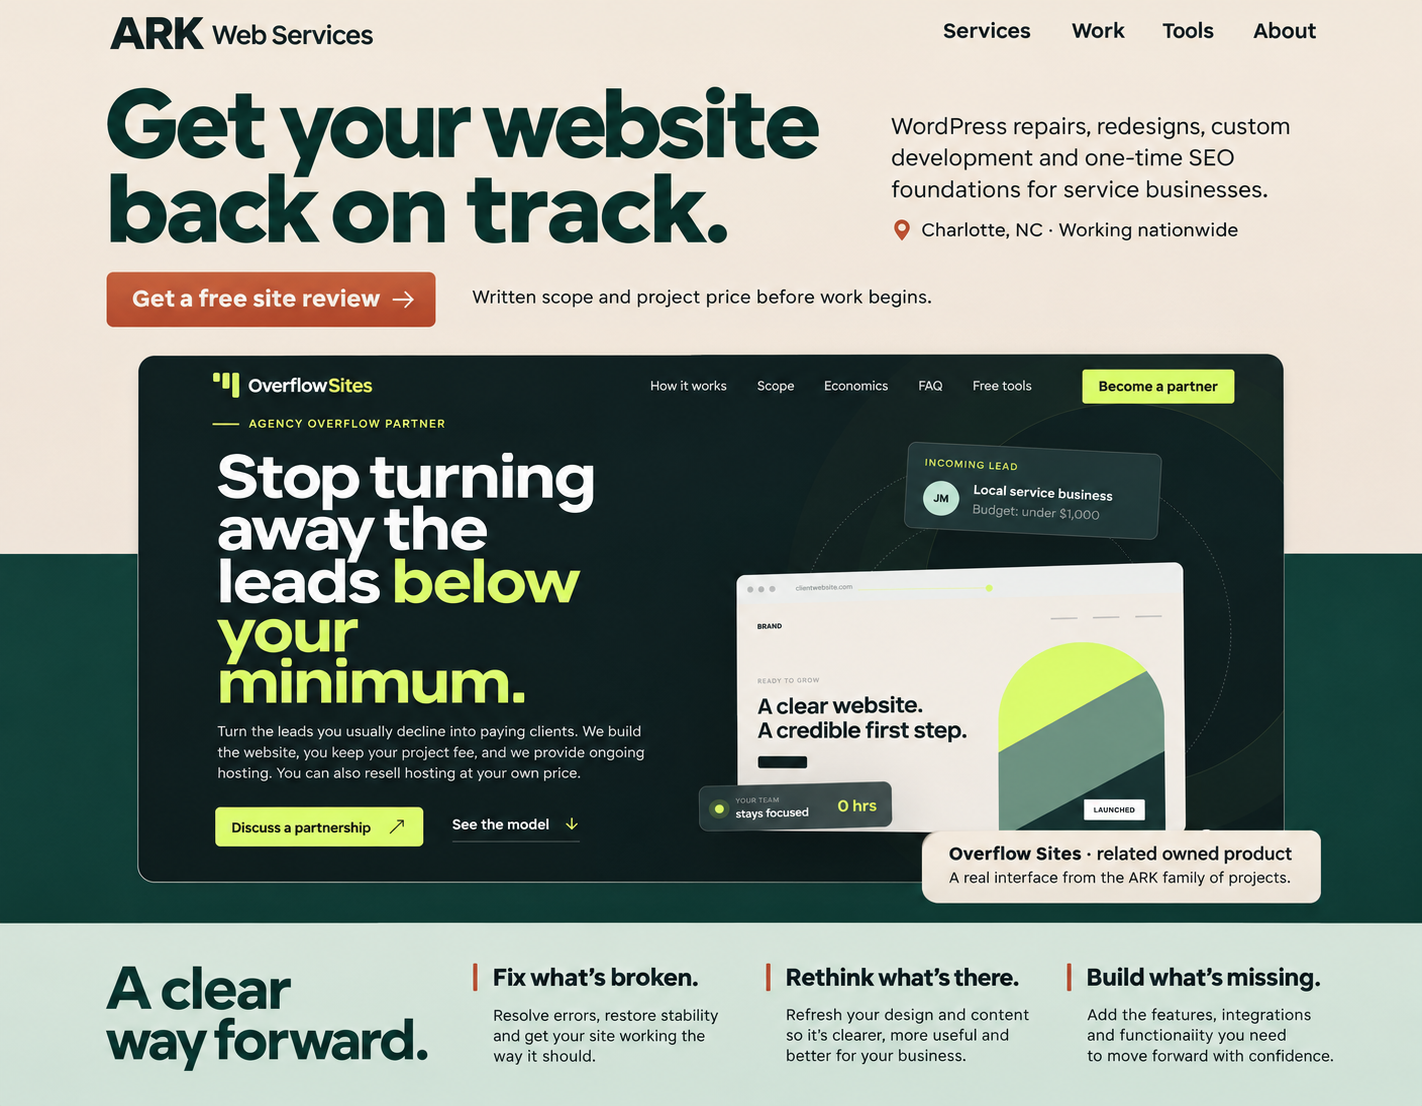 ARK Web Services
Services Work Tools About
Get your website
back on track.
WordPress repairs, redesigns, custom
development and one-time SEO
foundations for service businesses.
Charlotte, NC · Working nationwide
Get a free site review →
Written scope and project price before work begins.
OverflowSites
How it works Scope Economics FAQ Free tools
Become a partner
AGENCY OVERFLOW PARTNER
Stop turning
away the
leads below
your
minimum.
Turn the leads you usually decline into paying clients. We build
the website, you keep your project fee, and we provide ongoing
hosting. You can also resell hosting at your own price.
Discuss a partnership ↗
See the model ↓
INCOMING LEAD
JM
Local service business
Budget: under $1,000
clientwebsite.com
BRAND
READY TO GROW
A clear website.
A credible first step.
LAUNCHED
YOUR TEAM
stays focused
0 hrs
Overflow Sites · related owned product
A real interface from the ARK family of projects.
A clear
way forward.
Fix what’s broken.
Resolve errors, restore stability
and get your site working the
way it should.
Rethink what’s there.
Refresh your design and content
so it’s clearer, more useful and
better for your business.
Build what’s missing.
Add the features, integrations
and functionaiity you need
to move forward with confidence.